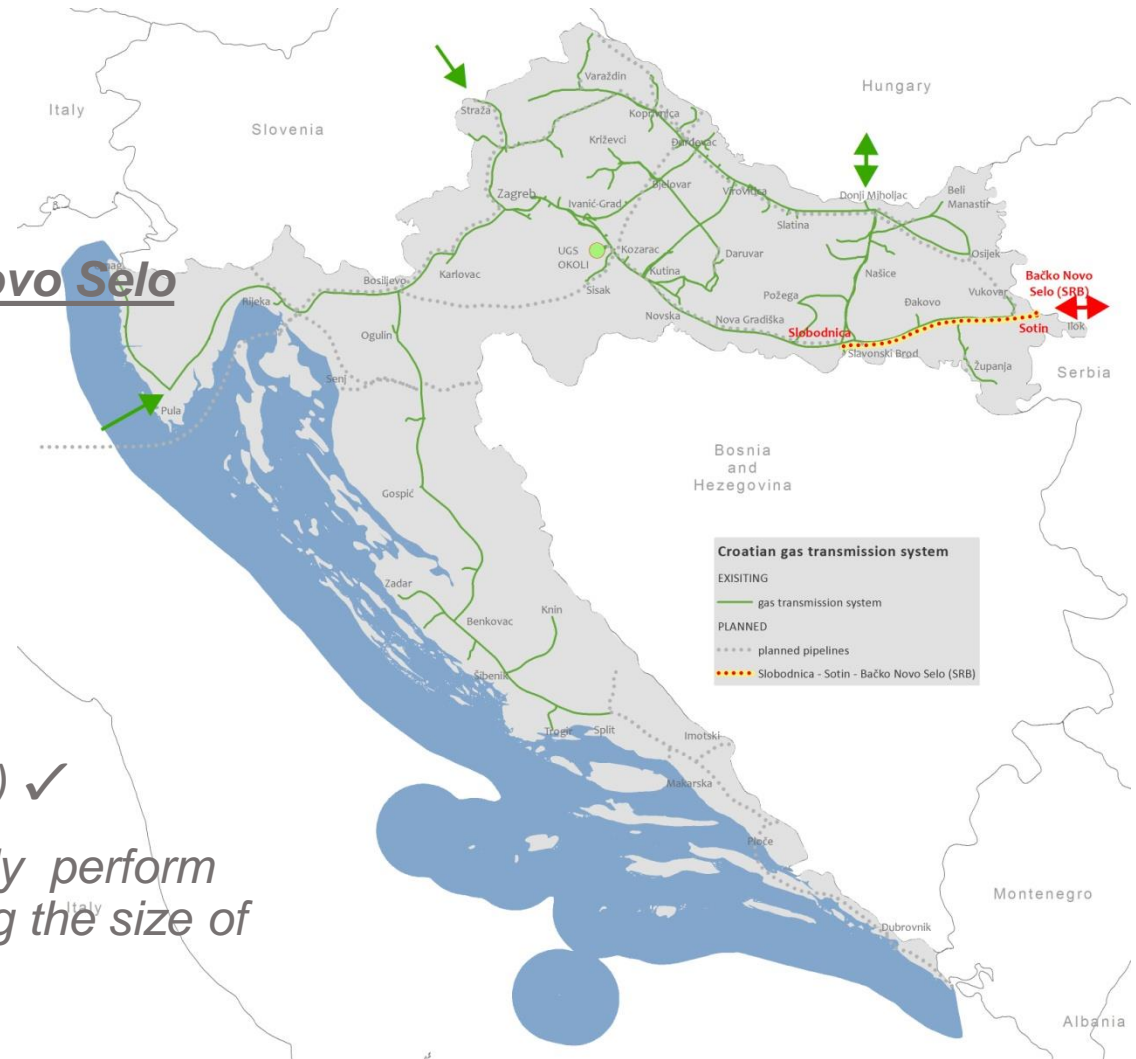 Italy
Slovenia
Hungary
Straža
Varaždin
Koprivnica
Križevci
Đurđevac
Zagreb
Ivanić-Grad
Bjelovar
Virovitica
Donji Miholjac
Beli
Manastir
Slatina
UGS
OKOLI
Kozarac
Daruvar
Osijek
ovo Selo
Karlovac
Bosiljevo
Sisak
Kutina
Našice
Bačko Novo
Selo (SRB)
Rijeka
Novska
Požega
Đakovo
Vukovar
Ogulin
Nova Gradiška
Slobodnica
Sotin
Ilok
Slavonski Brod
Županja
Serbia
Senj
Pula
Bosnia
and
Hezegovina
Gospić
Croatian gas transmission system
EXISITING
gas transmission system
PLANNED
planned pipelines
Slobodnica - Sotin - Bačko Novo Selo (SRB)
Zadar
Benkovac
Knin
Šibenik
Trogir
Split
Imotski
Makarska
) ✓
ly perform
Ploče
g the size of
Italy
Montenegro
Dubrovnik
Albania